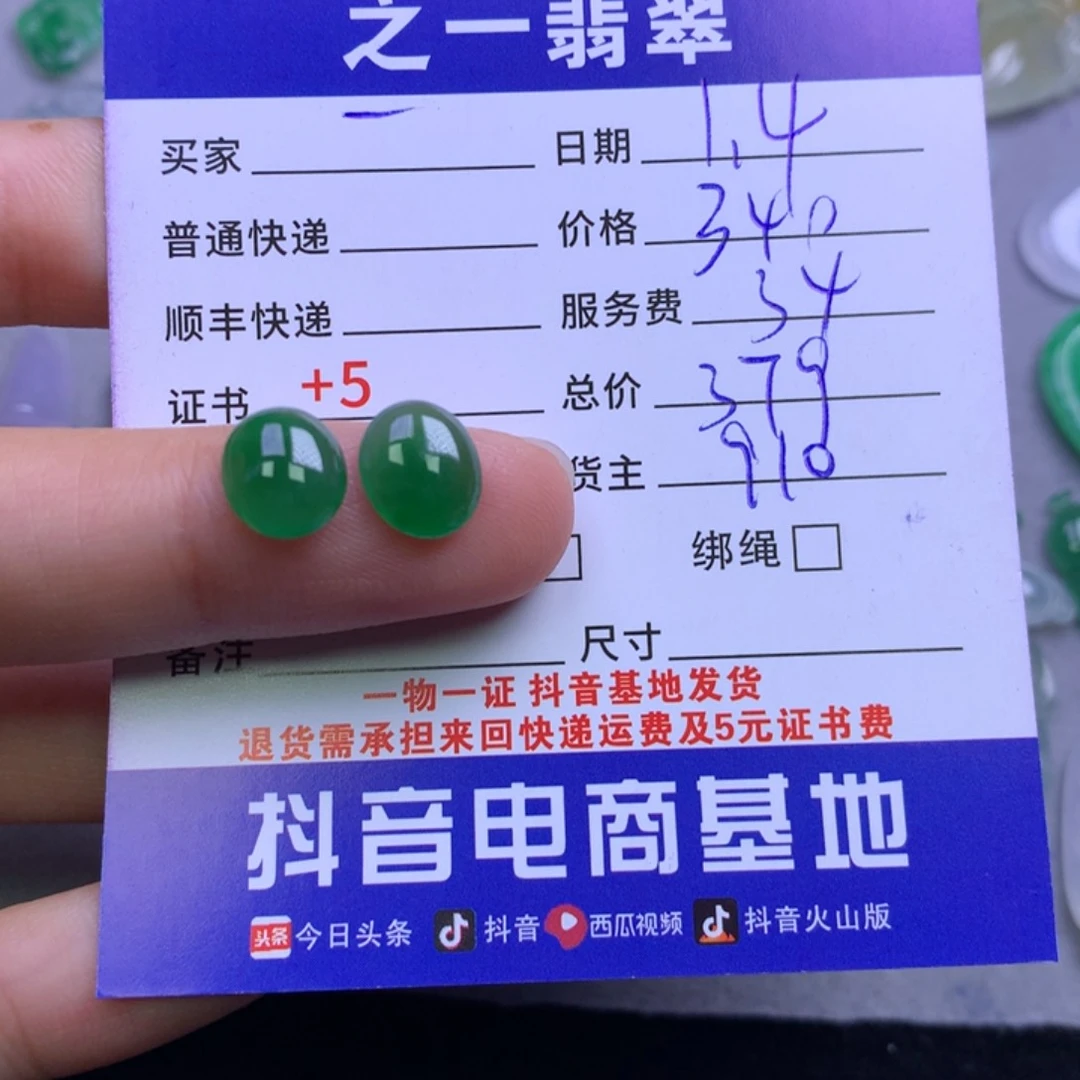 之一翡翠
买家 一 日期 1.4
普通快递 价格 340
顺丰快递 服务费 34
证书 +5 总价 379
货主 910
绑绳
备注 尺寸
一物一证 抖音基地发货
退货需承担来回快递运费及5元证书费
抖音电商基地
头条 今日头条 抖音 西瓜视频 抖音火山版